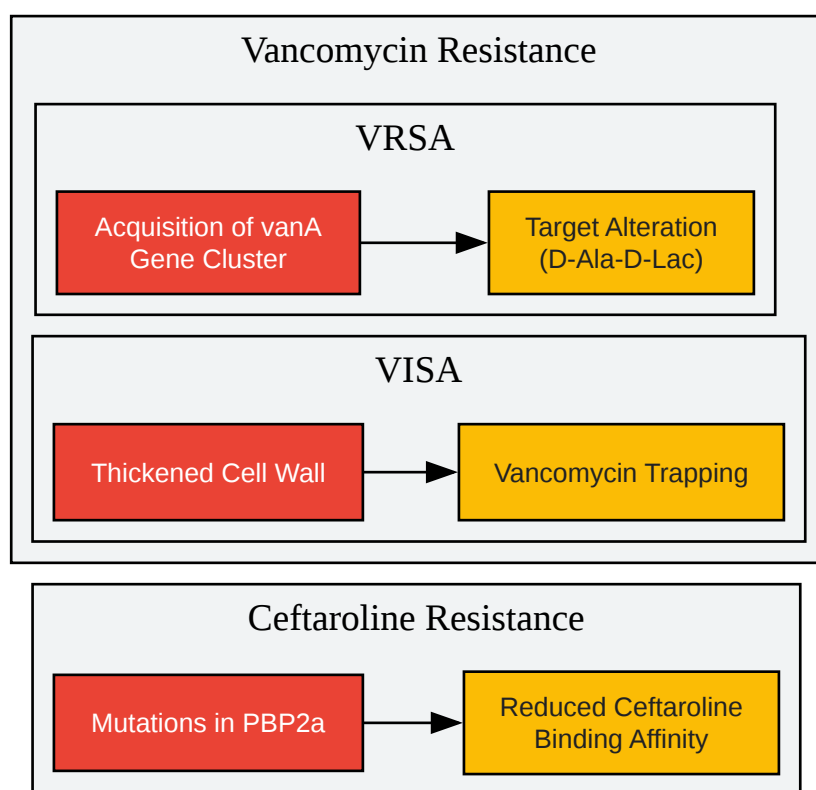 Vancomycin Resistance
VRSA
Acquisition of vanA
Gene Cluster
Target Alteration
(D-Ala-D-Lac)
VISA
Thickened Cell Wall
Vancomycin Trapping
Ceftaroline Resistance
Mutations in PBP2a
Reduced Ceftaroline
Binding Affinity